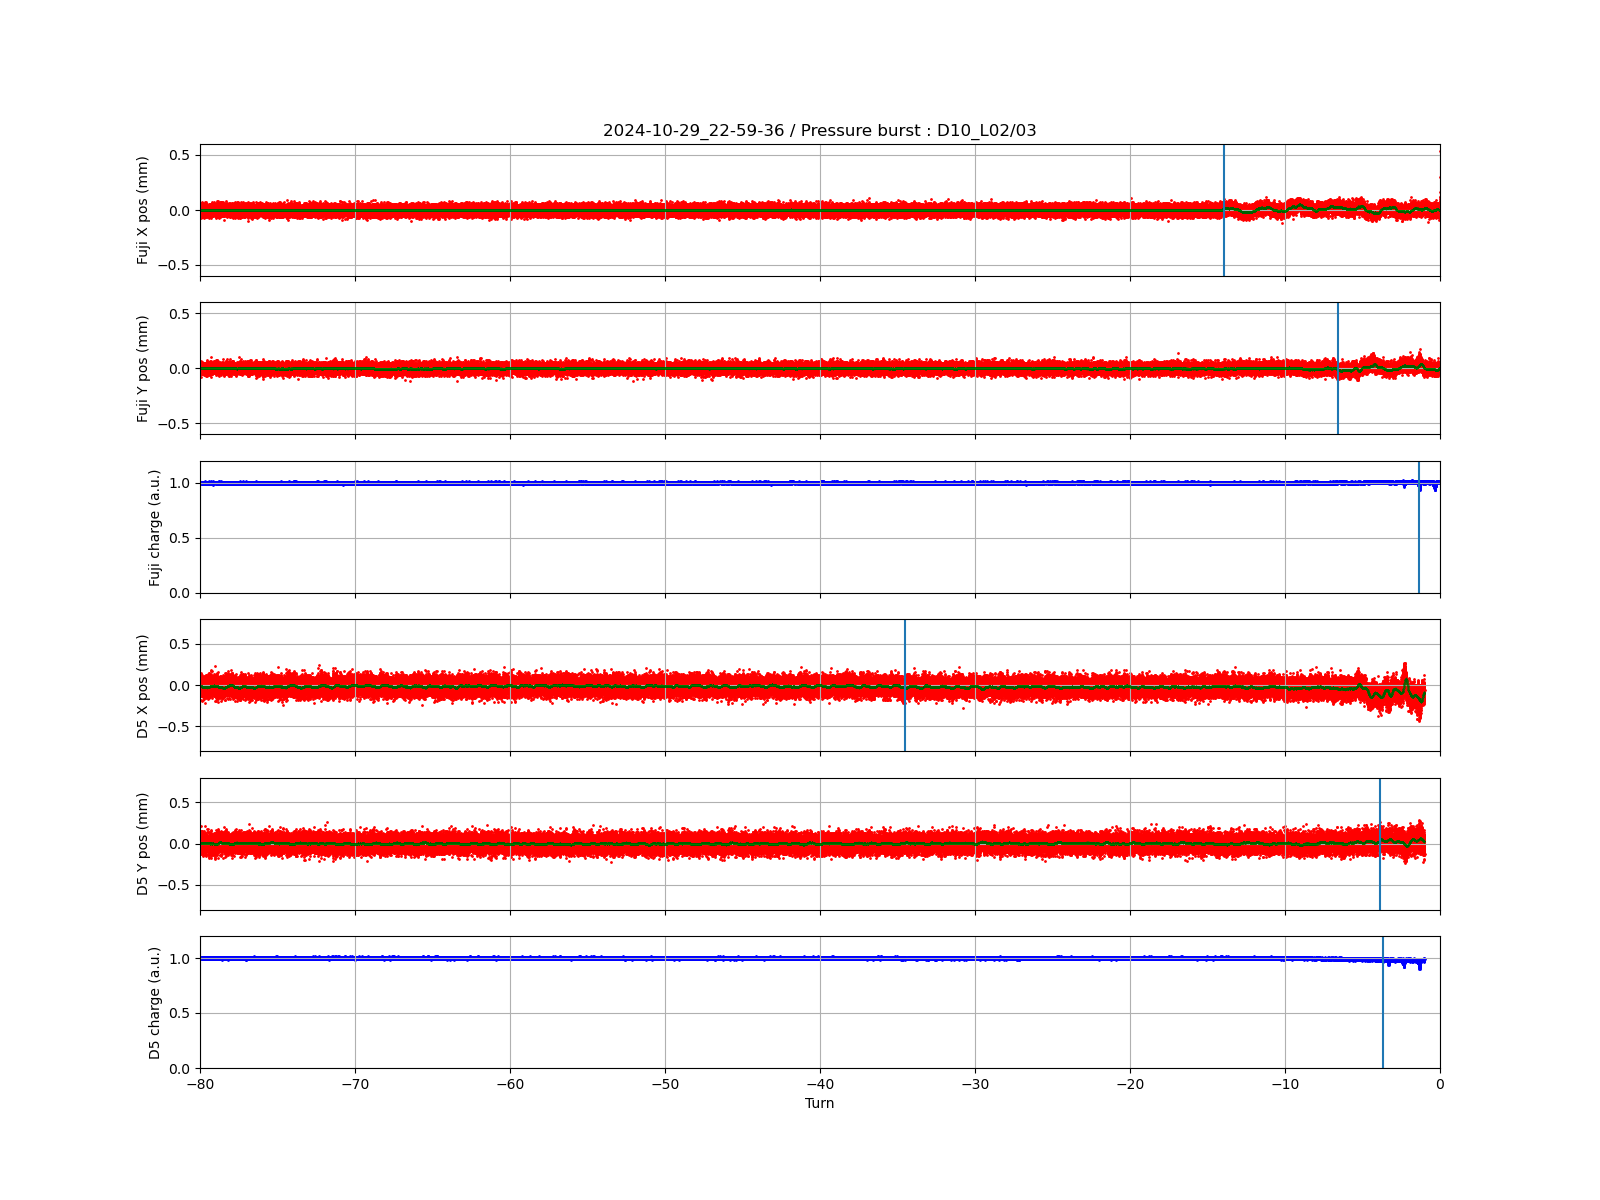 2024-10-29_22-59-36 / Pressure burst : D10_L02/03
0.5
0.0
−0.5
Fuji X pos (mm)
0.5
0.0
−0.5
Fuji Y pos (mm)
1.0
0.5
0.0
Fuji charge (a.u.)
0.5
0.0
−0.5
D5 X pos (mm)
0.5
0.0
−0.5
D5 Y pos (mm)
1.0
0.5
0.0
D5 charge (a.u.)
−80 −70 −60 −50 −40 −30 −20 −10 0
Turn